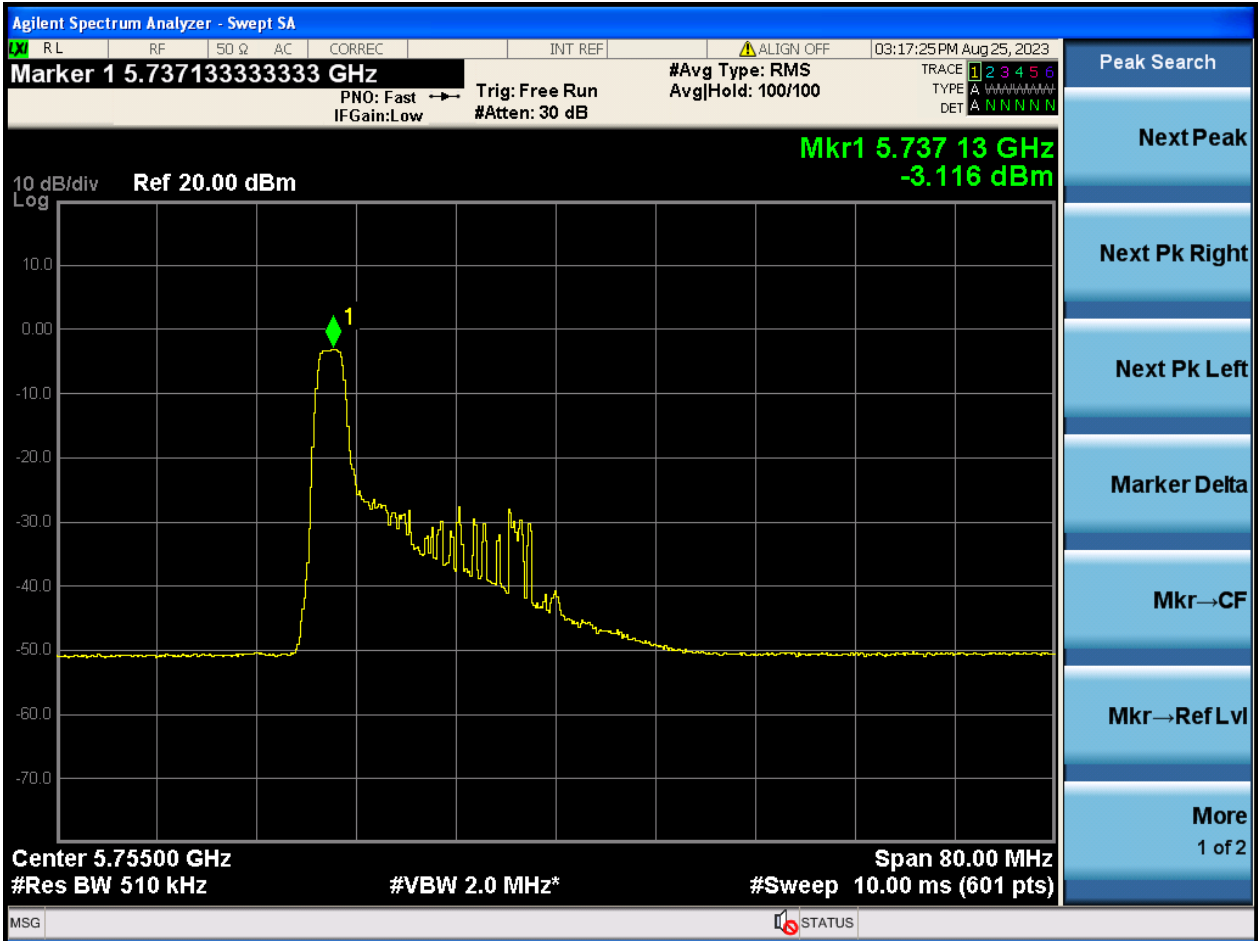 Agilent Spectrum Analyzer - Swept SA
LXI RL RF 50 Ω AC CORREC INT REF ALIGN OFF 03:17:25 PM Aug 25, 2023
Marker 1 5.737133333333 GHz
PNO: Fast
IFGain:Low
Trig: Free Run
#Atten: 30 dB
#Avg Type: RMS
Avg|Hold: 100/100
TRACE 1 2 3 4 5 6
TYPE A WWWWW
DET A N N N N N
Mkr1 5.737 13 GHz
-3.116 dBm
10 dB/div Ref 20.00 dBm
Log
10.0
0.00
-10.0
-20.0
-30.0
-40.0
-50.0
-60.0
-70.0
1
Center 5.75500 GHz Span 80.00 MHz
#Res BW 510 kHz #VBW 2.0 MHz* #Sweep 10.00 ms (601 pts)
MSG STATUS
Peak Search
Next Peak
Next Pk Right
Next Pk Left
Marker Delta
Mkr→CF
Mkr→Ref Lvl
More
1 of 2